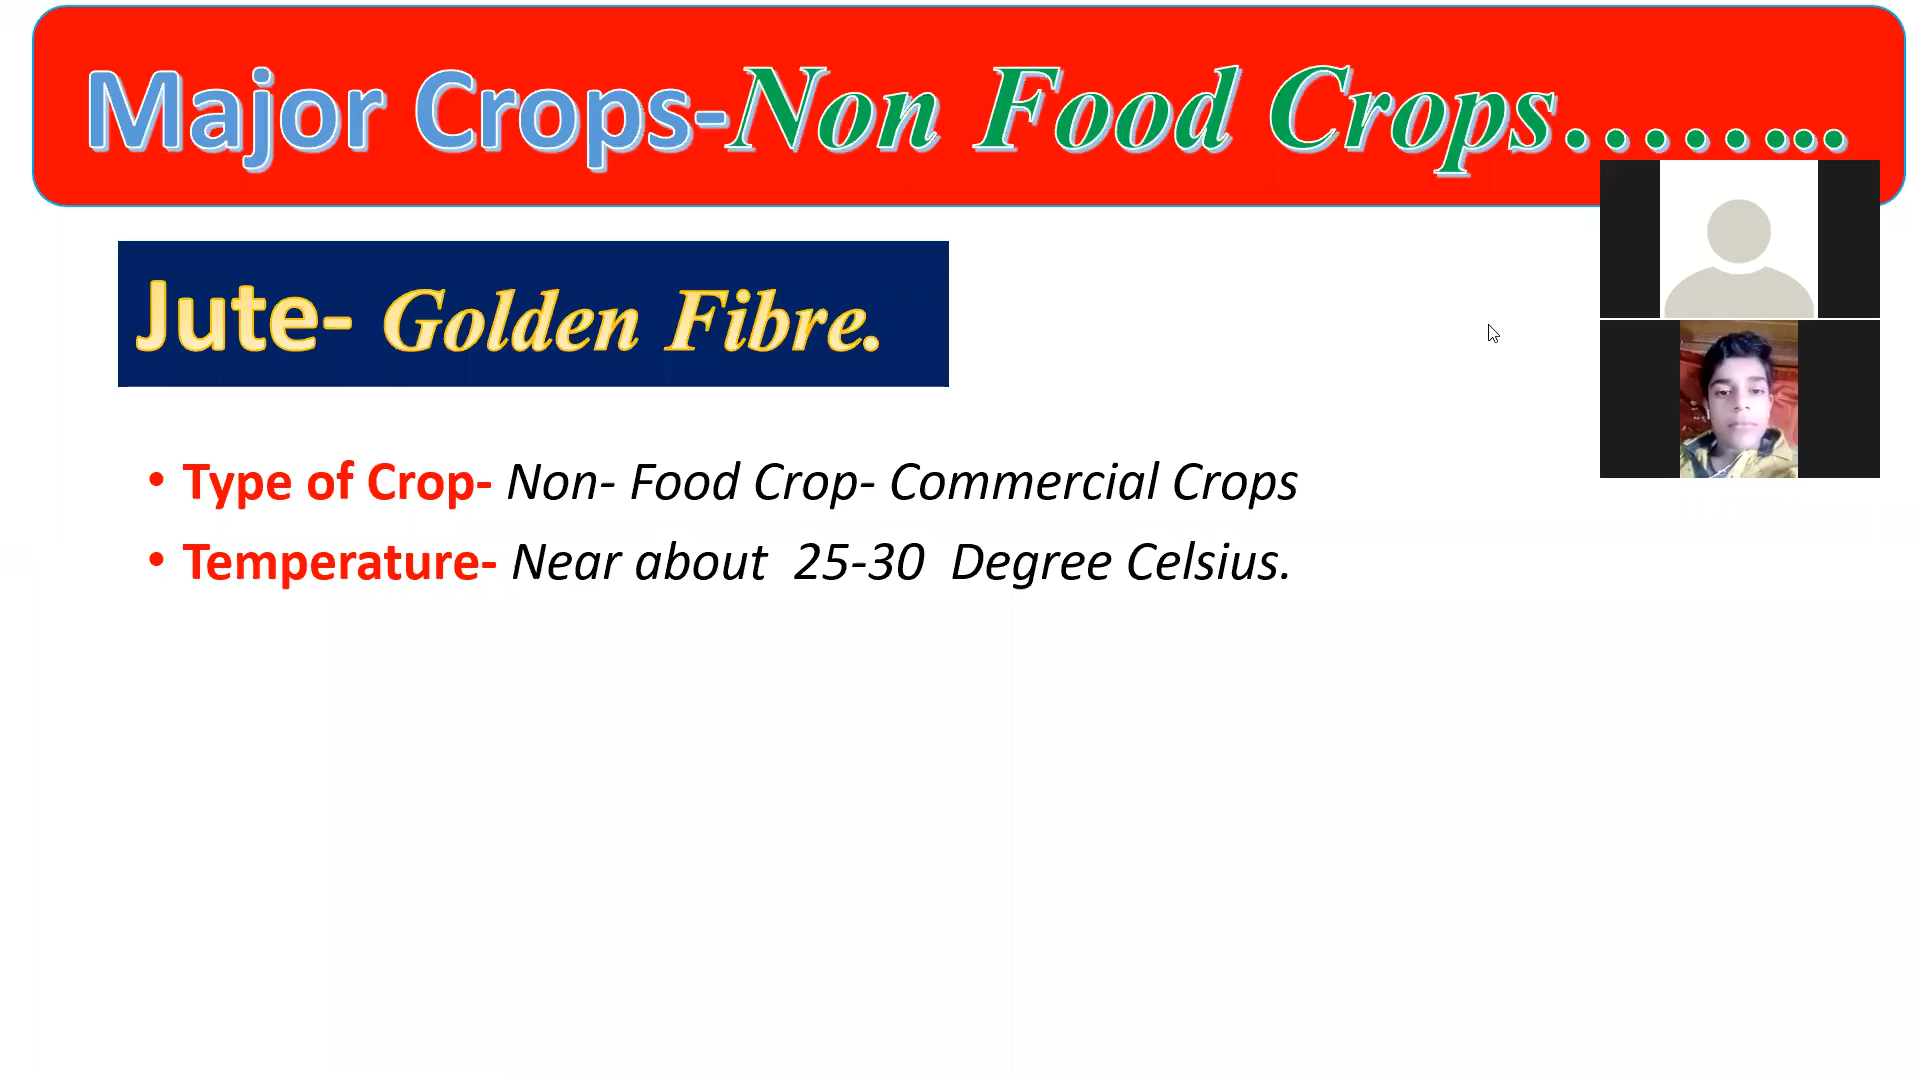 Major Crops-Non Food Crops……..
Jute- Golden Fibre.
• Type of Crop- Non- Food Crop- Commercial Crops
• Temperature- Near about  25-30  Degree Celsius.